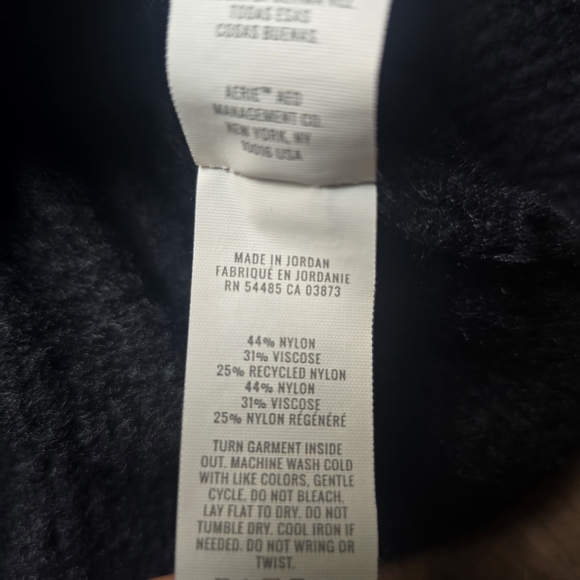 TODAS ESAS
COSAS BUENAS.
AERIE™ AEO
MANAGEMENT CO.
NEW YORK, NY
10016 USA
MADE IN JORDAN
FABRIQUÉ EN JORDANIE
RN 54485 CA 03873
44% NYLON
31% VISCOSE
25% RECYCLED NYLON
44% NYLON
31% VISCOSE
25% NYLON RÉGÉNÉRÉ
TURN GARMENT INSIDE
OUT. MACHINE WASH COLD
WITH LIKE COLORS, GENTLE
CYCLE. DO NOT BLEACH.
LAY FLAT TO DRY. DO NOT
TUMBLE DRY. COOL IRON IF
NEEDED. DO NOT WRING OR
TWIST.